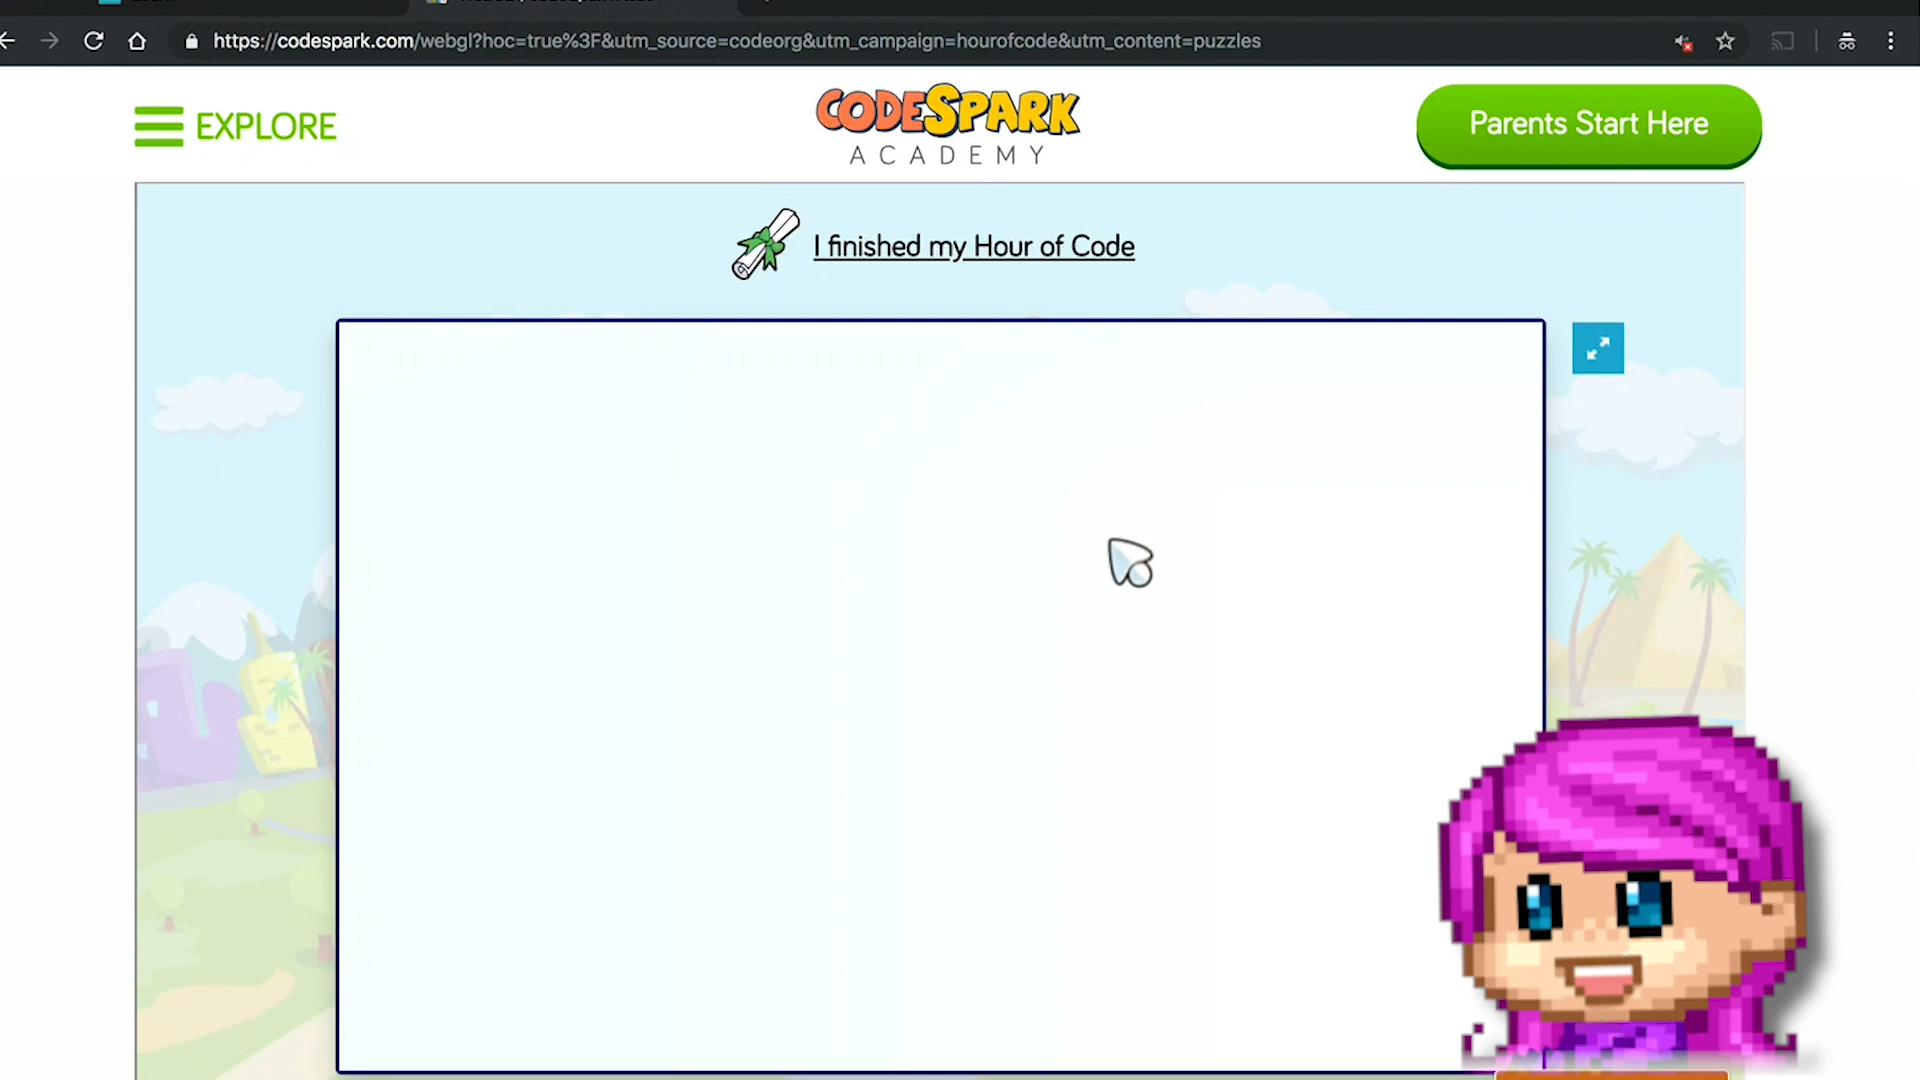 https://codespark.com/webgl?hoc=true%3F&utm_source=codeorg&utm_campaign=hourofcode&utm_content=puzzles
EXPLORE
CODESPARK
ACADEMY
Parents Start Here
I finished my Hour of Code